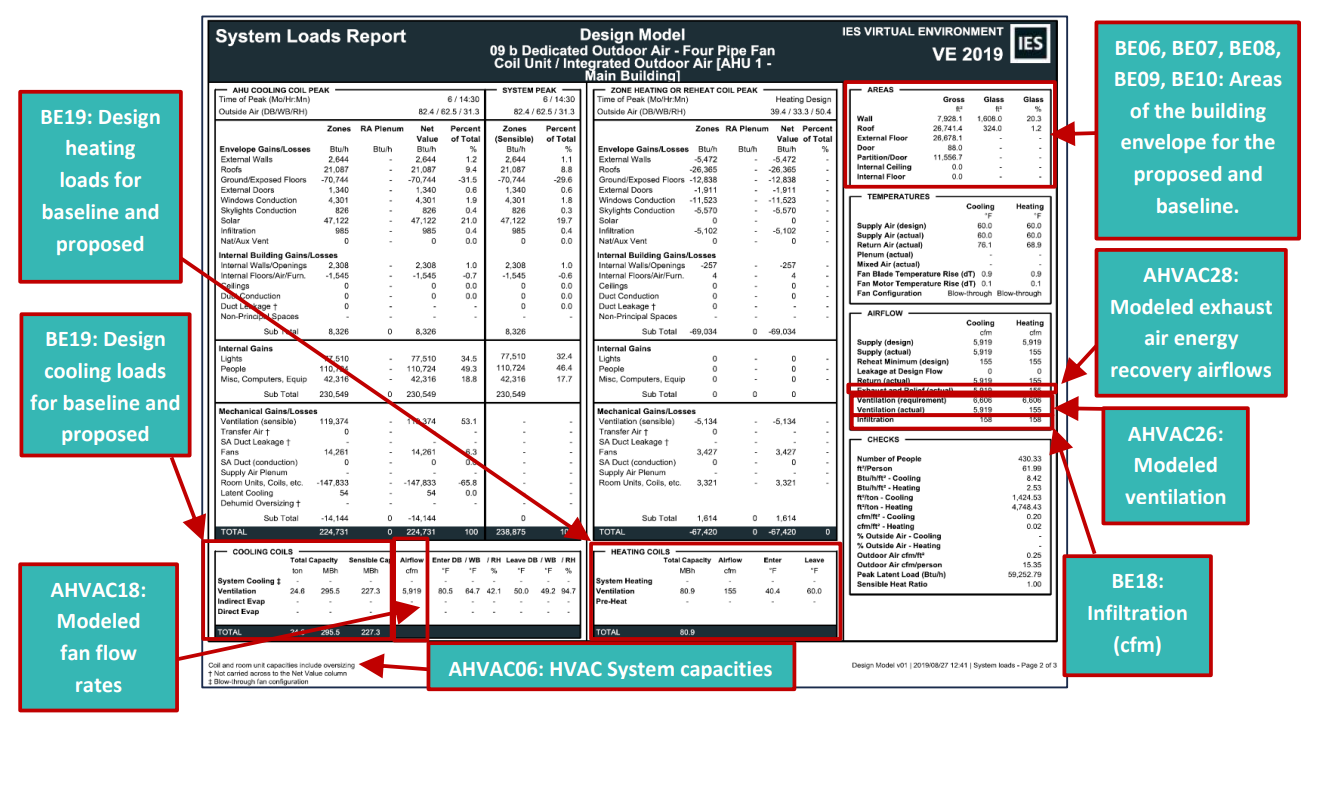 System Loads Report
Design Model
09 b Dedicated Outdoor Air - Four Pipe Fan
Coil Unit / Integrated Outdoor Air [AHU 1 -
Main Building]
IES VIRTUAL ENVIRONMENT
VE 2019
IES
BE19: Design
heating
loads for
baseline and
proposed
BE19: Design
cooling loads
for baseline and
proposed
AHVAC18:
Modeled
fan flow
rates
AHU COOLING COIL PEAK SYSTEM PEAK
Time of Peak (Mo/Hr:Mn) 6 / 14:30 6 / 14:30
Outside Air (DB/WB/RH) 82.4 / 62.5 / 31.3 82.4 / 62.5 / 31.3
Zones RA Plenum Net Percent Zones Percent
Value of Total (Sensible) of Total
Envelope Gains/Losses Btu/h Btu/h Btu/h % Btu/h %
External Walls 2,644 - 2,644 1.2 2,644 1.1
Roofs 21,087 - 21,087 9.4 21,087 8.8
Ground/Exposed Floors -70,744 - -70,744 -31.5 -70,744 -29.6
External Doors 1,340 - 1,340 0.6 1,340 0.6
Windows Conduction 4,301 - 4,301 1.9 4,301 1.8
Skylights Conduction 826 - 826 0.4 826 0.3
Solar 47,122 - 47,122 21.0 47,122 19.7
Infiltration 985 - 985 0.4 985 0.4
Nat/Aux Vent 0 - 0 0.0 0 0.0
Internal Building Gains/Losses
Internal Walls/Openings 2,308 - 2,308 1.0 2,308 1.0
Internal Floors/Air/Furn. -1,545 - -1,545 -0.7 -1,545 -0.6
Ceilings 0 - 0 0.0 0 0.0
Duct Conduction 0 - 0 0.0 0 0.0
Duct Leakage † - - - - - -
Non-Principal Spaces - - - - - -
Sub Total 8,326 0 8,326 8,326
Internal Gains
Lights 77,510 - 77,510 34.5 77,510 32.4
People 110,724 - 110,724 49.3 110,724 46.4
Misc, Computers, Equip 42,316 - 42,316 18.8 42,316 17.7
Sub Total 230,549 0 230,549 230,549
Mechanical Gains/Losses
Ventilation (sensible) 119,374 - 119,374 53.1 - -
Transfer Air † 0 - - - - -
SA Duct Leakage † - - - - - -
Fans 14,261 - 14,261 6.3 - -
SA Duct (conduction) 0 - 0 0.0 - -
Supply Air Plenum - - - - - -
Room Units, Coils, etc. -147,833 - -147,833 -65.8 - -
Latent Cooling 54 - 54 0.0 - -
Dehumid Oversizing † - - - - - -
Sub Total -14,144 0 -14,144 0 -
TOTAL 224,731 0 224,731 100 238,875
COOLING COILS
Total Capacity Sensible Cap Airflow Enter DB / WB / RH Leave DB / WB / RH
ton MBh MBh cfm °F °F % °F °F %
System Cooling ‡ - - - - - - - - - -
Ventilation 24.6 295.5 227.3 5,919 80.5 64.7 42.1 50.0 49.2 94.7
Indirect Evap - - - - - - - -
Direct Evap - - - - - - - -
TOTAL 24.6 295.5 227.3
Coil and room unit capacities include oversizing
† Not carried across to the Net Value column
‡ Blow-through fan configuration
ZONE HEATING OR REHEAT COIL PEAK
Time of Peak (Mo/Hr:Mn) Heating Design
Outside Air (DB/WB/RH) 39.4 / 33.3 / 50.4
Zones RA Plenum Net Percent
Value of Total
Envelope Gains/Losses Btu/h Btu/h Btu/h %
External Walls -5,472 - -5,472 -
Roofs -26,365 - -26,365 -
Ground/Exposed Floors -12,838 - -12,838 -
External Doors -1,911 - -1,911 -
Windows Conduction -11,523 - -11,523 -
Skylights Conduction -5,570 - -5,570 -
Solar 0 - 0 -
Infiltration -5,102 - -5,102 -
Nat/Aux Vent 0 - 0 -
Internal Building Gains/Losses
Internal Walls/Openings -257 - -257 -
Internal Floors/Air/Furn. 4 - 4 -
Ceilings 0 - 0 -
Duct Conduction 0 - 0 -
Duct Leakage † - - - -
Non-Principal Spaces - - - -
Sub Total -69,034 0 -69,034
Internal Gains
Lights 0 - 0 -
People 0 - 0 -
Misc, Computers, Equip 0 - 0 -
Sub Total 0 0 0
Mechanical Gains/Losses
Ventilation (sensible) -5,134 - -5,134 -
Transfer Air † 0 - - -
SA Duct Leakage † - - - -
Fans 3,427 - 3,427 -
SA Duct (conduction) 0 - 0 -
Supply Air Plenum - - - -
Room Units, Coils, etc. 3,321 - 3,321 -
Sub Total 1,614 0 1,614
TOTAL -67,420 0 -67,420 0
HEATING COILS
Total Capacity Airflow Enter Leave
MBh cfm °F °F
System Heating - - - -
Ventilation 80.9 155 40.4 60.0
Pre-Heat - - - -
TOTAL 80.9
AHVAC06: HVAC System capacities
AREAS
Gross Glass Glass
ft² ft² %
Wall 7,928.1 1,608.0 20.3
Roof 26,741.4 324.0 1.2
External Floor 26,678.1
Door 88.0
Partition/Door 11,556.7
Internal Ceiling 0.0
Internal Floor 0.0
TEMPERATURES
Cooling Heating
°F °F
Supply Air (design) 60.0 60.0
Supply Air (actual) 60.0 60.0
Return Air (actual) 76.1 68.9
Plenum (actual) - -
Mixed Air (actual) - -
Fan Blade Temperature Rise (dT) 0.9 0.9
Fan Motor Temperature Rise (dT) 0.1 0.1
Fan Configuration Blow-through Blow-through
AIRFLOW
Cooling Heating
cfm cfm
Supply (design) 5,919 5,919
Supply (actual) 5,919 155
Reheat Minimum (design) 155 155
Leakage at Design Flow 0 0
Return (actual) 5,919 155
Exhaust and Relief (actual) 5,919 155
Ventilation (requirement) 6,606 6,606
Ventilation (actual) 5,919 155
Infiltration 158 158
CHECKS
Number of People 430.33
ft²/Person 61.99
Btu/h/ft² - Cooling 8.42
Btu/h/ft² - Heating 2.53
ft²/ton - Cooling 1,424.53
ft²/ton - Heating 4,748.43
cfm/ft² - Cooling 0.20
cfm/ft² - Heating 0.02
% Outside Air - Cooling -
% Outside Air - Heating -
Outdoor Air cfm/ft² 0.25
Outdoor Air cfm/person 15.35
Peak Latent Load (Btu/h) 59,252.79
Sensible Heat Ratio 1.00
Design Model v01 | 2019/08/27 12:41 | System loads - Page 2 of 3
BE06, BE07, BE08,
BE09, BE10: Areas
of the building
envelope for the
proposed and
baseline.
AHVAC28:
Modeled exhaust
air energy
recovery airflows
AHVAC26:
Modeled
ventilation
BE18:
Infiltration
(cfm)